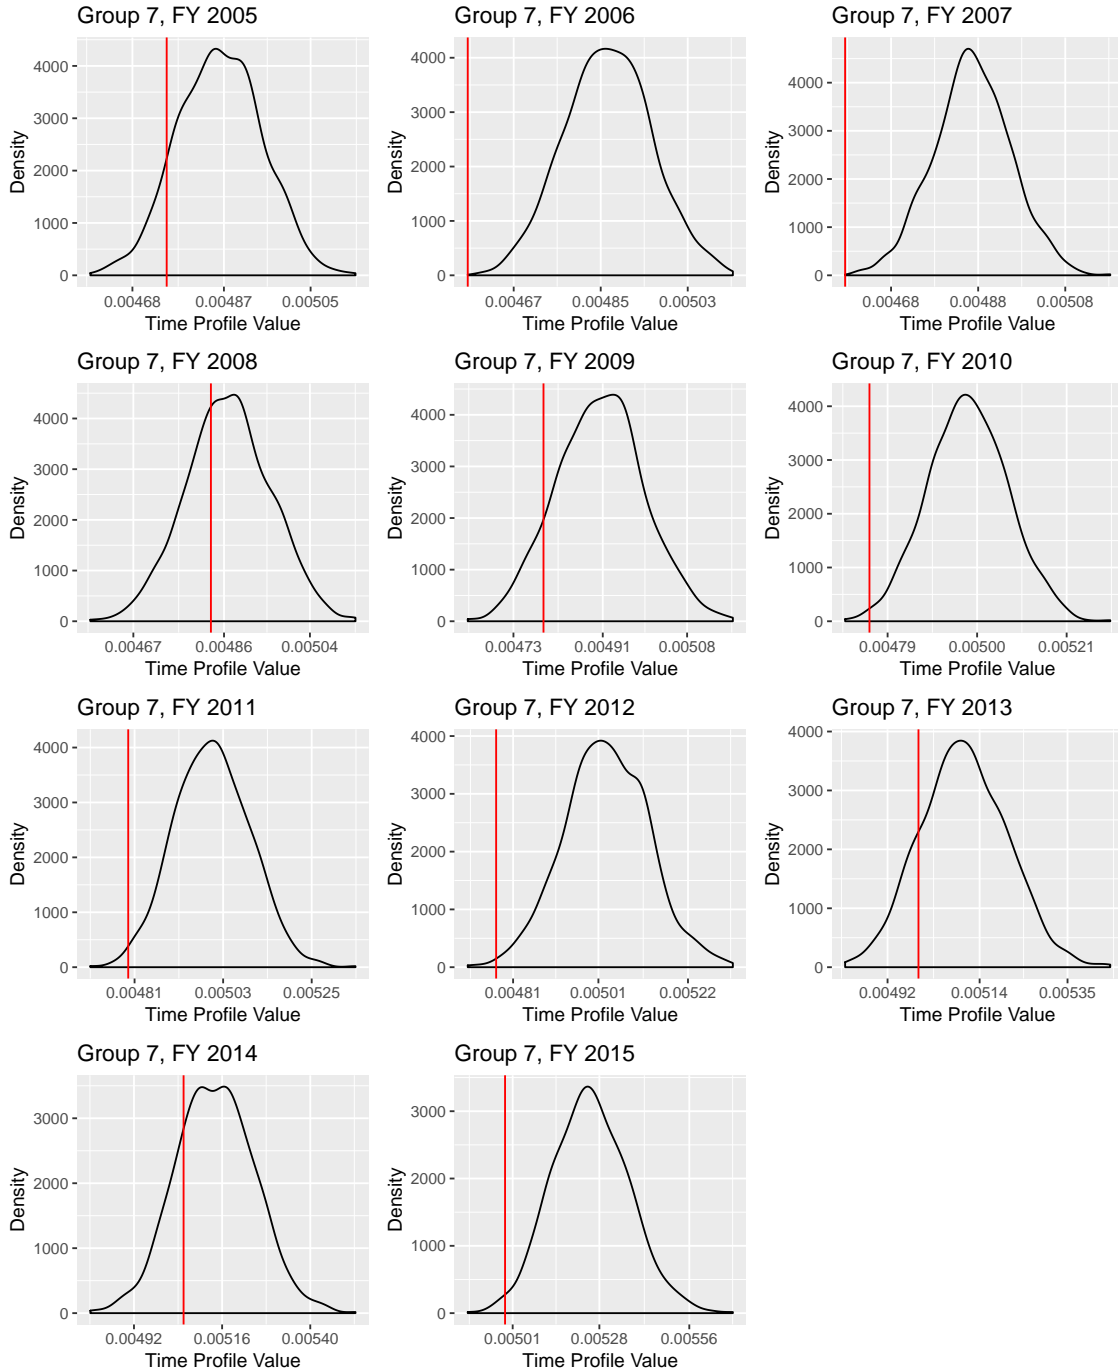 Group 7, FY 2005
Density
4000
3000
2000
1000
0
0.00468 0.00487 0.00505
Time Profile Value
Group 7, FY 2006
Density
4000
3000
2000
1000
0
0.00467 0.00485 0.00503
Time Profile Value
Group 7, FY 2007
Density
5000
4000
3000
2000
1000
0
0.00468 0.00488 0.00508
Time Profile Value
Group 7, FY 2008
Density
4000
3000
2000
1000
0
0.00467 0.00486 0.00504
Time Profile Value
Group 7, FY 2009
Density
4000
3000
2000
1000
0
0.00473 0.00491 0.00508
Time Profile Value
Group 7, FY 2010
Density
4000
3000
2000
1000
0
0.00479 0.00500 0.00521
Time Profile Value
Group 7, FY 2011
Density
4000
3000
2000
1000
0
0.00481 0.00503 0.00525
Time Profile Value
Group 7, FY 2012
Density
4000
3000
2000
1000
0
0.00481 0.00501 0.00522
Time Profile Value
Group 7, FY 2013
Density
4000
3000
2000
1000
0
0.00492 0.00514 0.00535
Time Profile Value
Group 7, FY 2014
Density
3000
2000
1000
0
0.00492 0.00516 0.00540
Time Profile Value
Group 7, FY 2015
Density
3000
2000
1000
0
0.00501 0.00528 0.00556
Time Profile Value